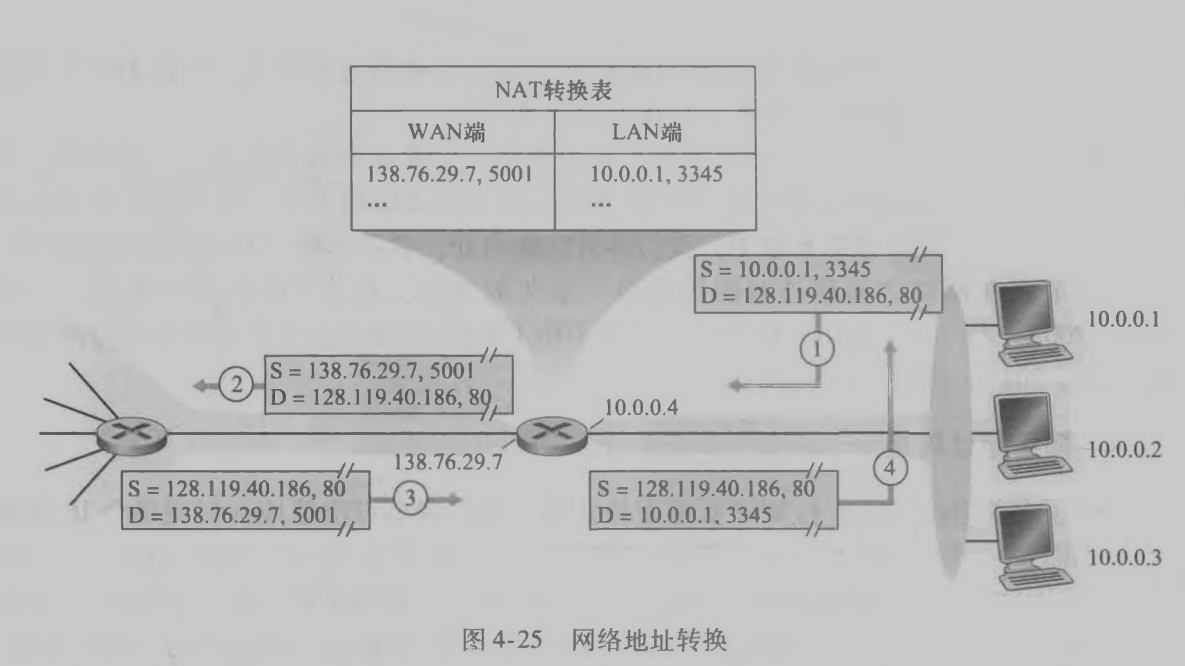 NAT转换表
WAN端 LAN端
138.76.29.7, 5001 10.0.0.1, 3345
… …
S = 10.0.0.1, 3345
D = 128.119.40.186, 80
1
10.0.0.1
2
S = 138.76.29.7, 5001
D = 128.119.40.186, 80
10.0.0.4
138.76.29.7
10.0.0.2
S = 128.119.40.186, 80
D = 138.76.29.7, 5001
3
S = 128.119.40.186, 80
D = 10.0.0.1, 3345
4
10.0.0.3
图 4-25 网络地址转换